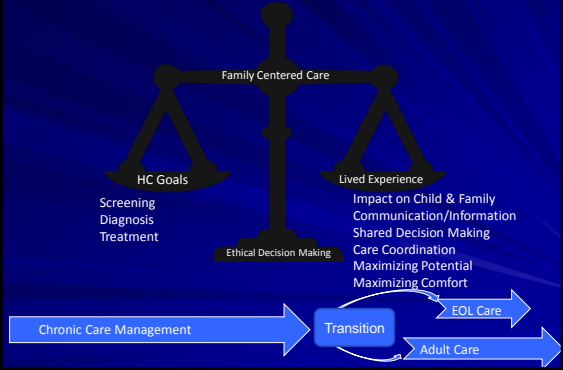 Family Centered Care
HC Goals
Screening
Diagnosis
Treatment
Lived Experience
Impact on Child & Family
Communication/Information
Shared Decision Making
Care Coordination
Maximizing Potential
Maximizing Comfort
Ethical Decision Making
Chronic Care Management
Transition
EOL Care
Adult Care